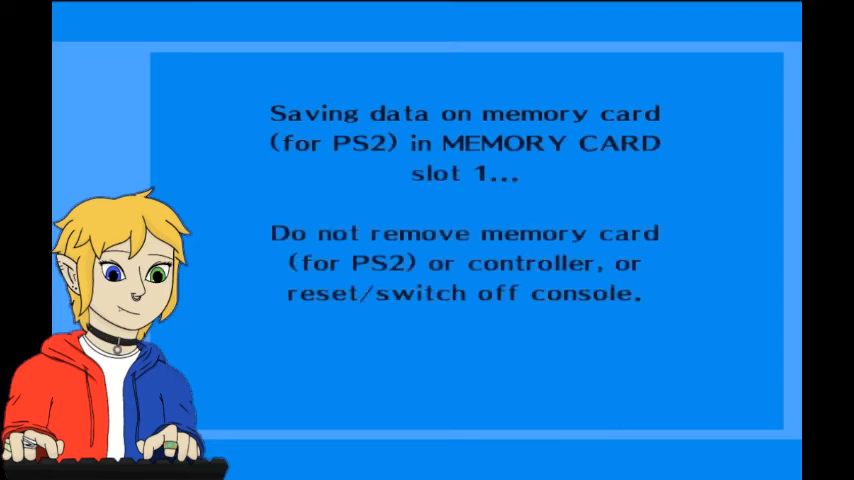 Saving data on memory card
(for PS2) in MEMORY CARD
slot 1...
Do not remove memory card
(for PS2) or controller, or
reset/switch off console.